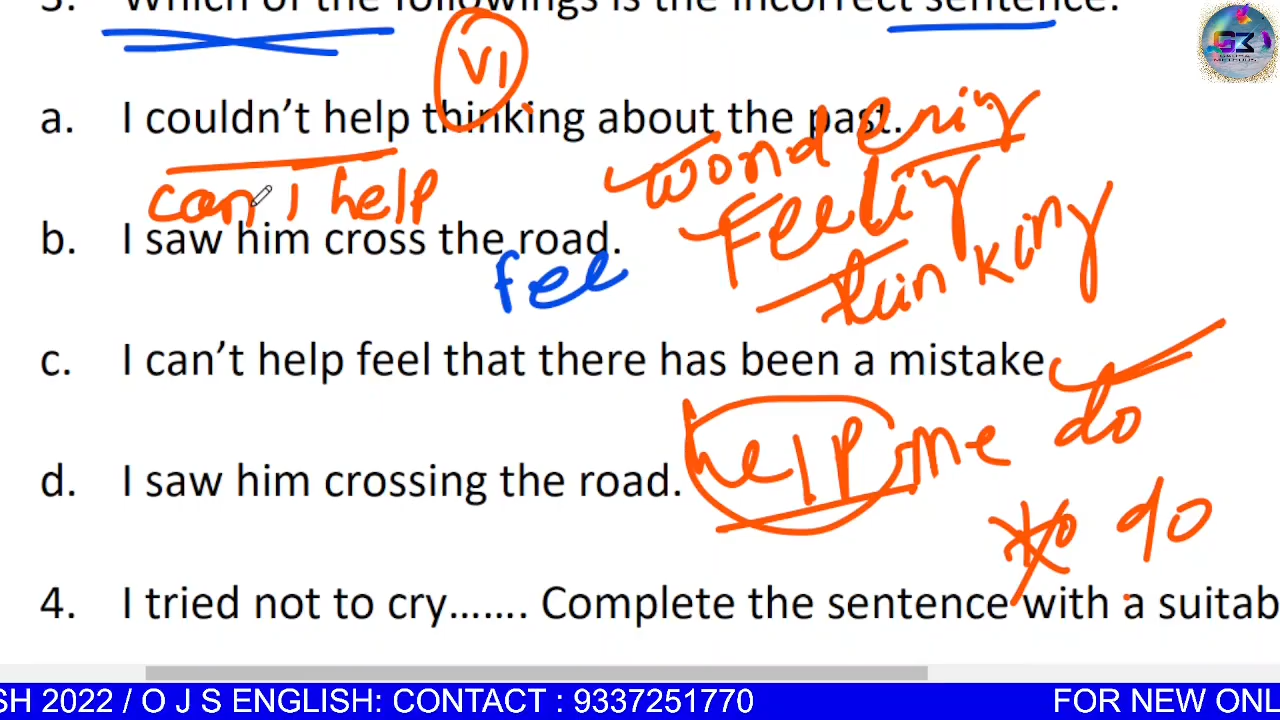 3. Which of the followings is the incorrect sentence?
V1
a. I couldn't help thinking about the past.
wondering
can't help
feeling
b. I saw him cross the road.
thinking
fee
c. I can't help feel that there has been a mistake
help me do
d. I saw him crossing the road.
to do
4. I tried not to cry....... Complete the sentence with a suitab
SH 2022 / O J S ENGLISH: CONTACT : 9337251770 FOR NEW ONL